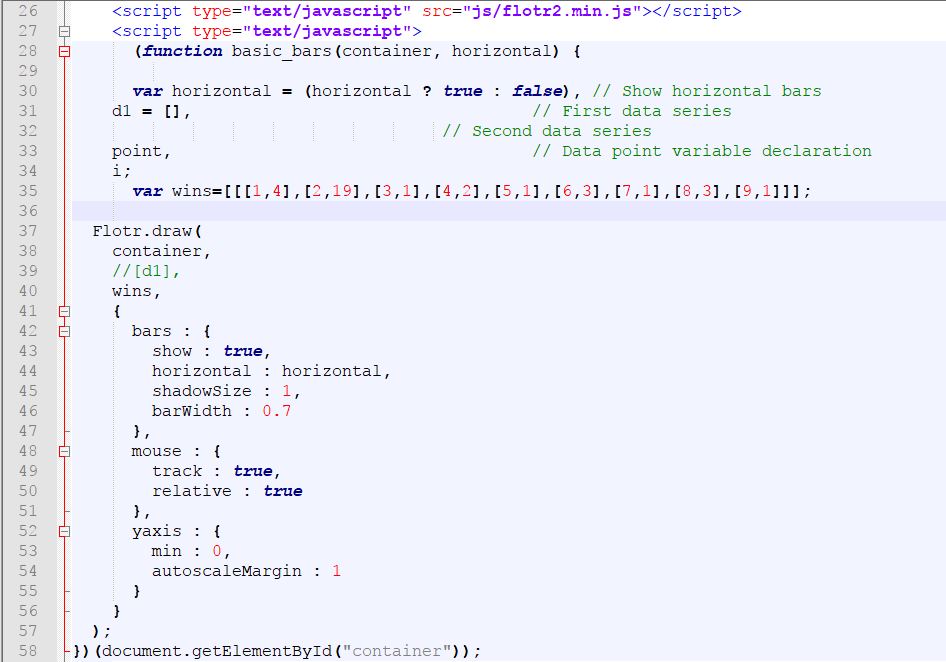 26 <script type="text/javascript" src="js/flotr2.min.js"></script>
27 <script type="text/javascript">
28 (function basic_bars(container, horizontal) {
29
30 var horizontal = (horizontal ? true : false), // Show horizontal bars
31 d1 = [], // First data series
32 // Second data series
33 point, // Data point variable declaration
34 i;
35 var wins=[[[1,4],[2,19],[3,1],[4,2],[5,1],[6,3],[7,1],[8,3],[9,1]]];
36
37 Flotr.draw(
38 container,
39 //[d1],
40 wins,
41 {
42 bars : {
43 show : true,
44 horizontal : horizontal,
45 shadowSize : 1,
46 barWidth : 0.7
47 },
48 mouse : {
49 track : true,
50 relative : true
51 },
52 yaxis : {
53 min : 0,
54 autoscaleMargin : 1
55 }
56 }
57 );
58 })(document.getElementById("container"));